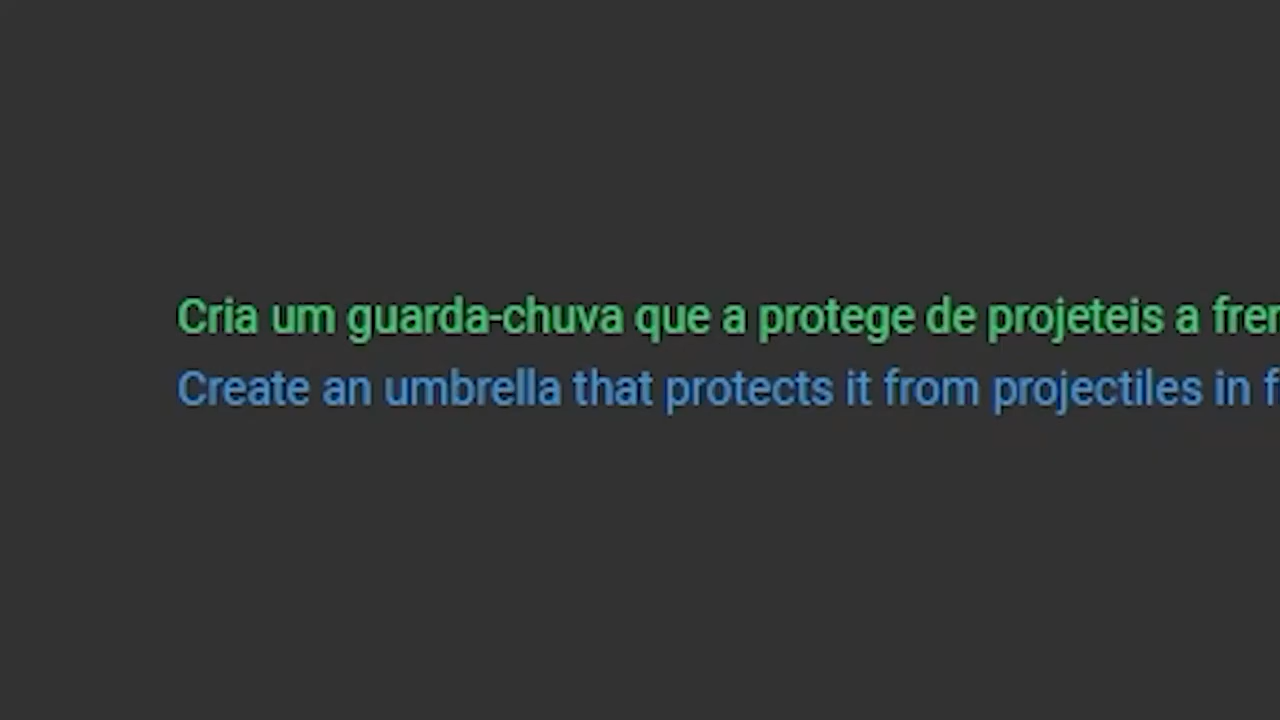 Cria um guarda-chuva que a protege de projeteis a
Create an umbrella that protects it from projectiles in